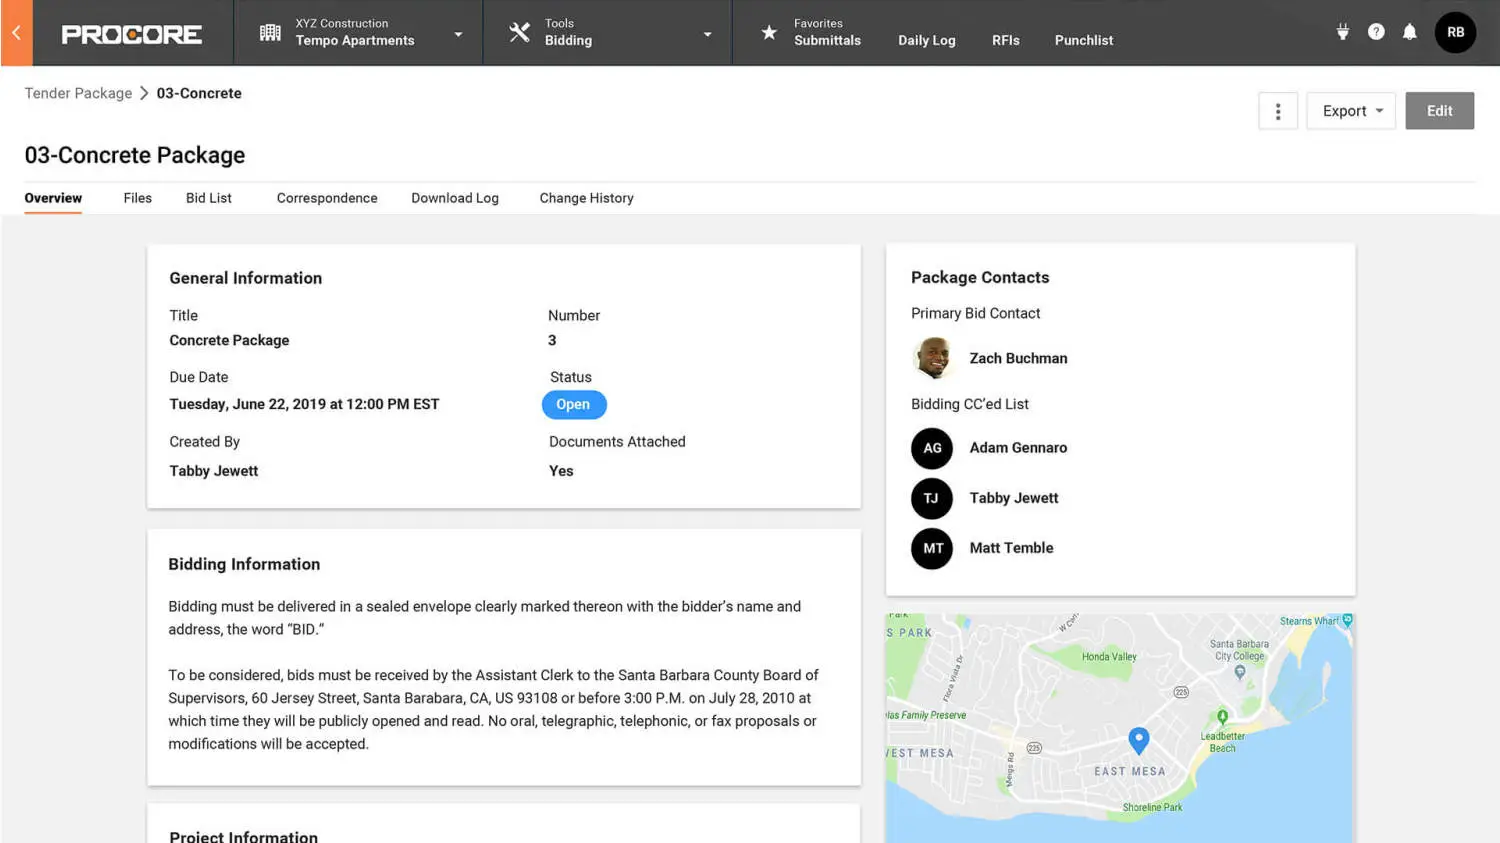 PROCORE
XYZ Construction
Tempo Apartments
Tools
Bidding
Favorites
Submittals
Daily Log
RFIs
Punchlist
?
RB
Tender Package
03-Concrete
Export
Edit
03-Concrete Package
Overview
Files
Bid List
Correspondence
Download Log
Change History
General Information
Title
Number
Concrete Package
3
Due Date
Status
Tuesday, June 22, 2019 at 12:00 PM EST
Open
Created By
Documents Attached
Tabby Jewett
Yes
Bidding Information
Bidding must be delivered in a sealed envelope clearly marked thereon with the bidder’s name and
address, the word “BID.“
To be considered, bids must be received by the Assistant Clerk to the Santa Barbara County Board of
Supervisors, 60 Jersey Street, Santa Barabara, CA, US 93108 or before 3:00 P.M. on July 28, 2010 at
which time they will be publicly opened and read. No oral, telegraphic, telephonic, or fax proposals or
modifications will be accepted.
Project Information
Package Contacts
Primary Bid Contact
Zach Buchman
Bidding CC’ed List
AG
Adam Gennaro
TJ
Tabby Jewett
MT
Matt Temble
Park
S PARK
Stearns Wharf
Santa Barbara
City College
Honda Valley
Flora Vista Dr
225
las Family Preserve
Leadbetter
Beach
225
WEST MESA
Meigs Rd
EAST MESA
Shoreline Park